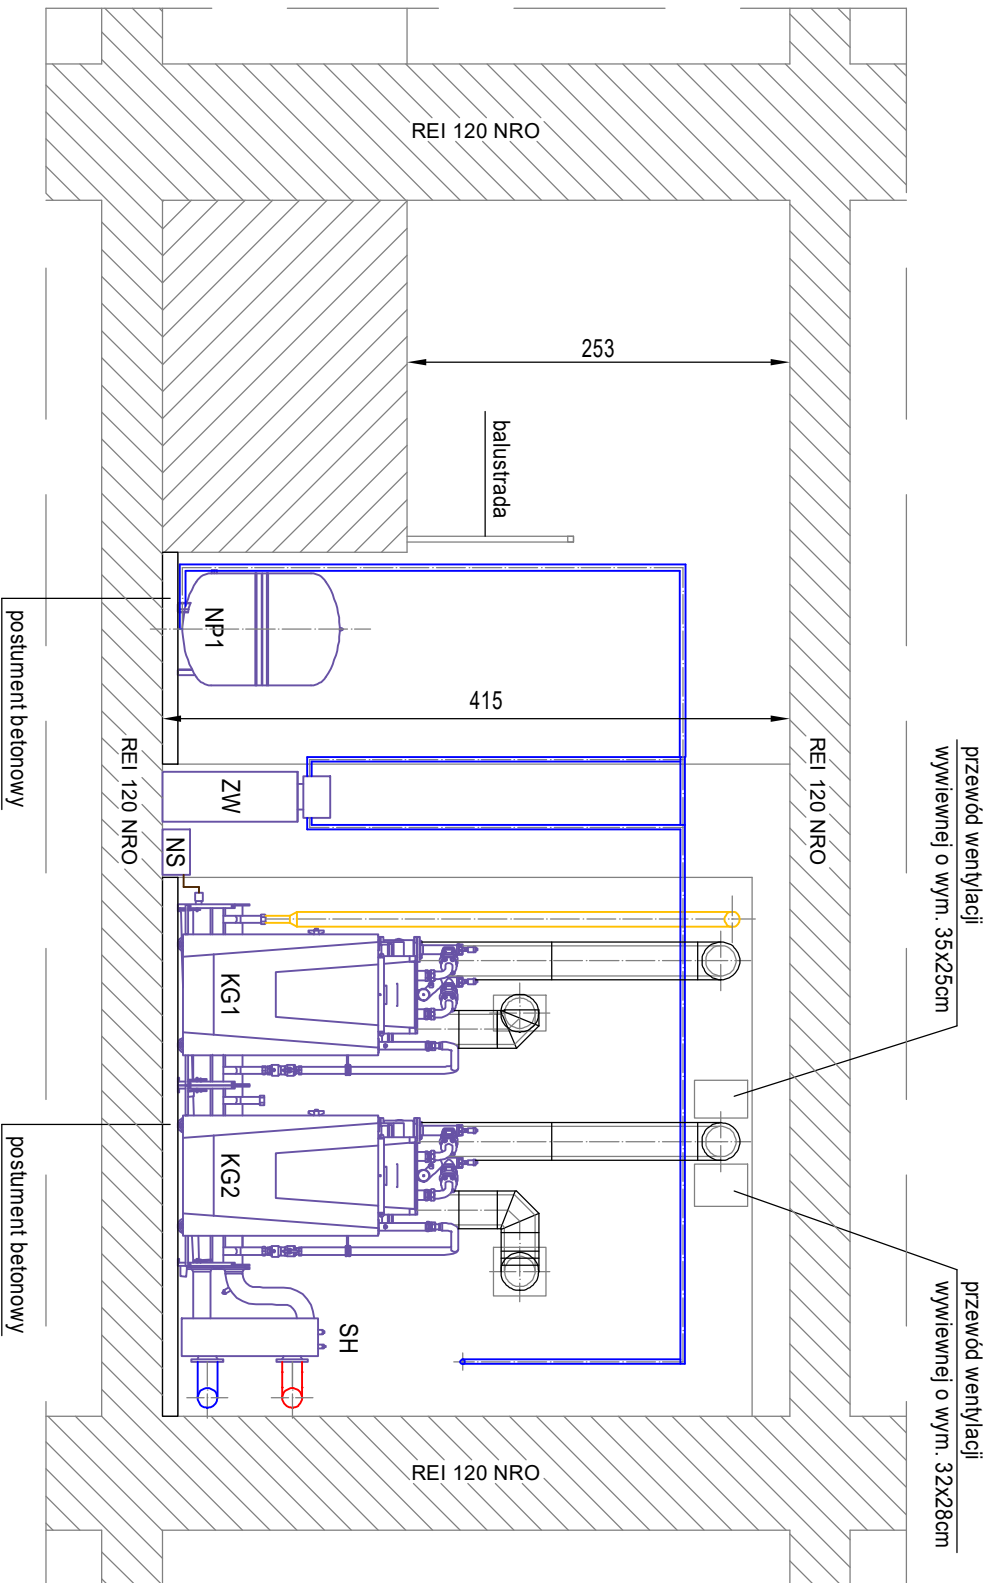 REI 120 NRO
253
balustrada
415
NP1
ZW
NS
KG1
KG2
SH
REI 120 NRO
REI 120 NRO
REI 120 NRO
postument betonowy
postument betonowy
przewód wentylacji
wywiewnej o wym. 35x25cm
przewód wentylacji
wywiewnej o wym. 32x28cm